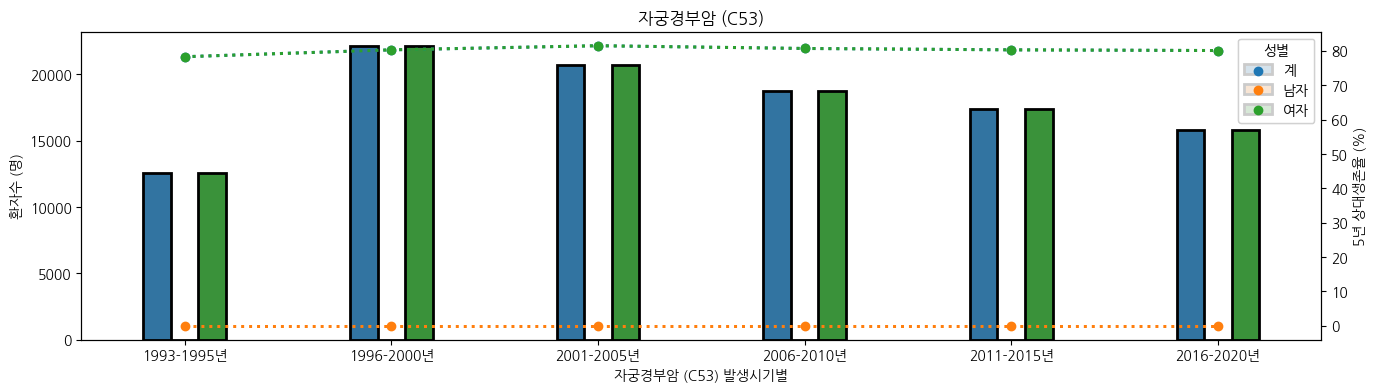 자궁경부암 (C53)
환자수 (명)
20000
15000
10000
5000
0
80
70
60
50
40
30
20
10
0
5년 상대생존율 (%)
성별
계
남자
여자
1993-1995년
1996-2000년
2001-2005년
2006-2010년
2011-2015년
2016-2020년
자궁경부암 (C53) 발생시기별